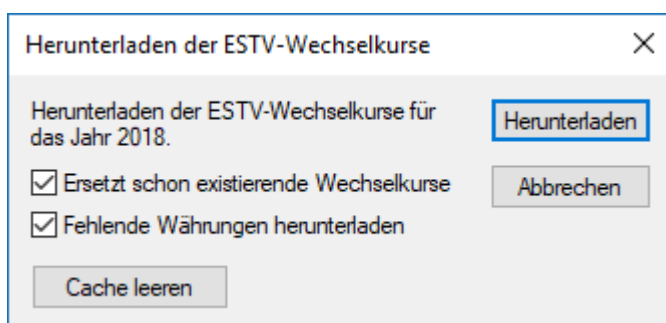 Herunterladen der ESTV-Wechselkurse
Herunterladen der ESTV-Wechselkurse für
das Jahr 2018.
Herunterladen
Ersetzt schon existierende Wechselkurse
Abbrechen
Fehlende Währungen herunterladen
Cache leeren